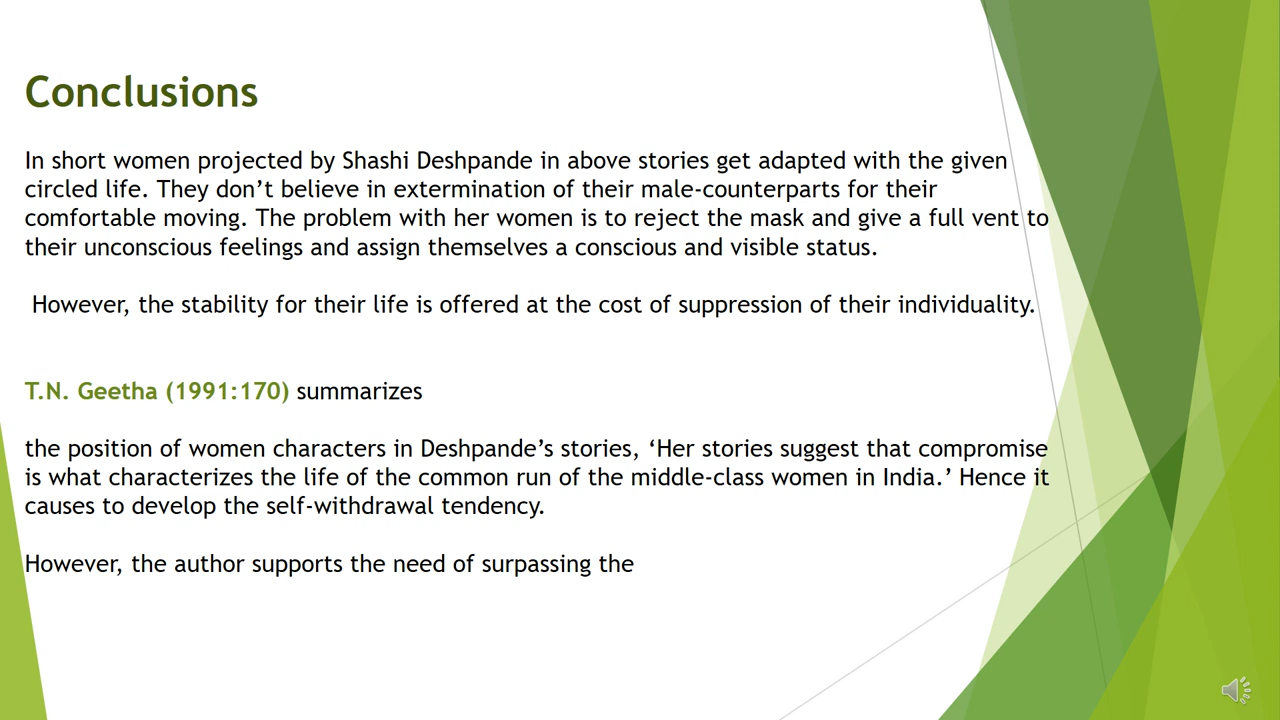 Conclusions
In short women projected by Shashi Deshpande in above stories get adapted with the given
circled life. They don’t believe in extermination of their male-counterparts for their
comfortable moving. The problem with her women is to reject the mask and give a full vent to
their unconscious feelings and assign themselves a conscious and visible status.
However, the stability for their life is offered at the cost of suppression of their individuality.
T.N. Geetha (1991:170) summarizes
the position of women characters in Deshpande’s stories, ‘Her stories suggest that compromise
is what characterizes the life of the common run of the middle-class women in India.’ Hence it
causes to develop the self-withdrawal tendency.
However, the author supports the need of surpassing the